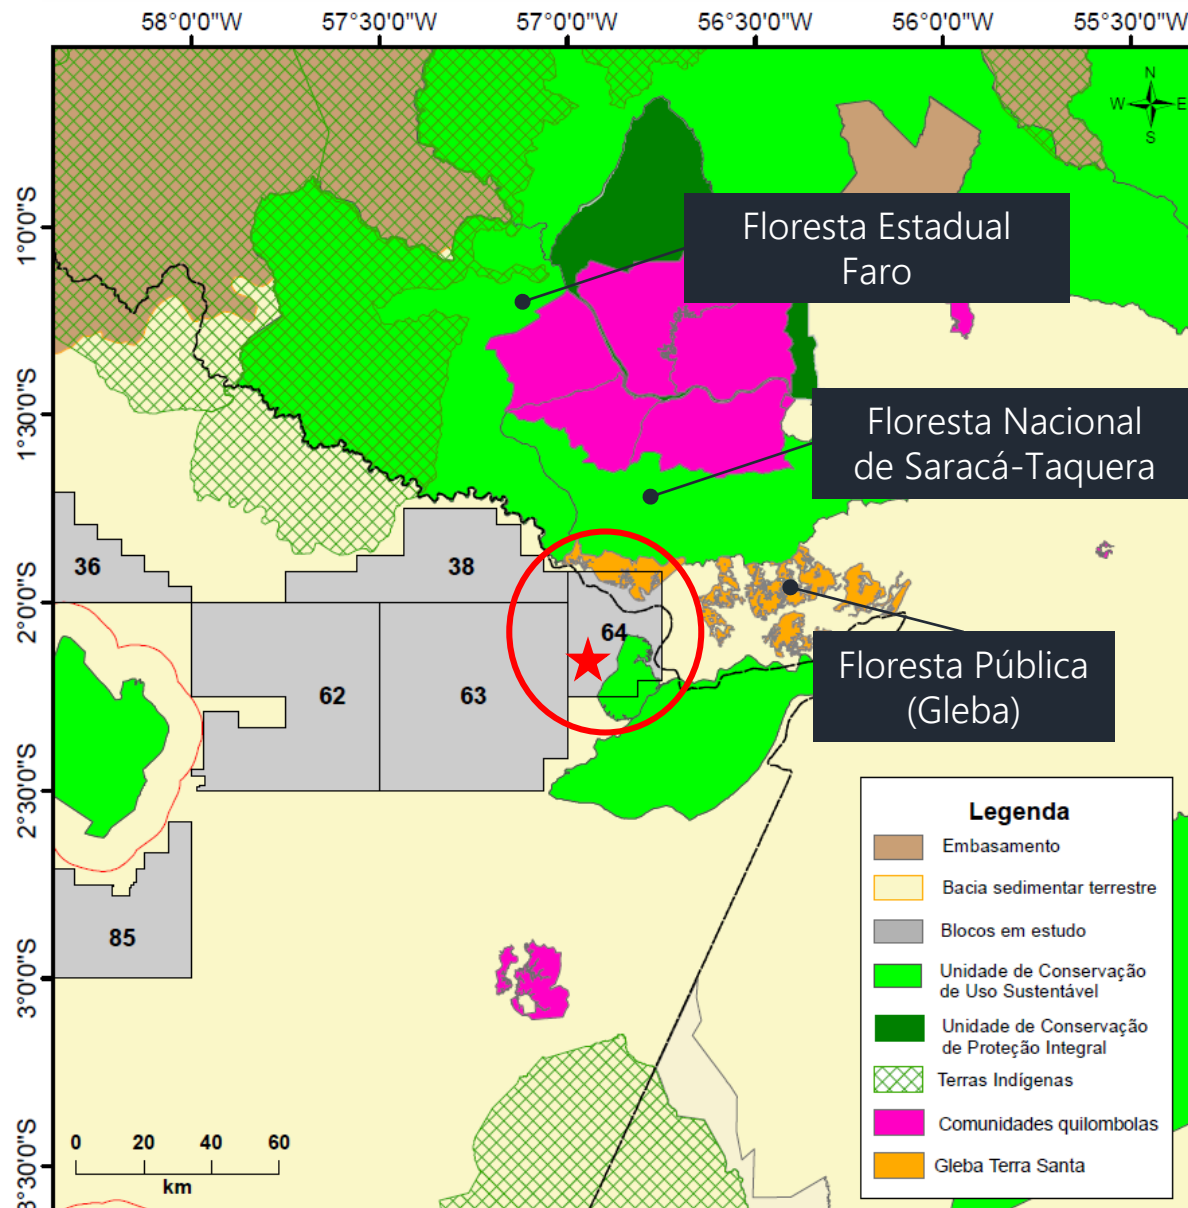 58°0'0"W 57°30'0"W 57°0'0"W 56°30'0"W 56°0'0"W 55°30'0"W
N
W E
S
1°0'0"S
1°30'0"S
2°0'0"S
2°30'0"S
3°0'0"S
3°30'0"S
Floresta Estadual
Faro
Floresta Nacional
de Saracá-Taquera
36
38
64
62
63
Floresta Pública
(Gleba)
85
Legenda
Embasamento
Bacia sedimentar terrestre
Blocos em estudo
Unidade de Conservação
de Uso Sustentável
Unidade de Conservação
de Proteção Integral
Terras Indígenas
Comunidades quilombolas
Gleba Terra Santa
0 20 40 60
km